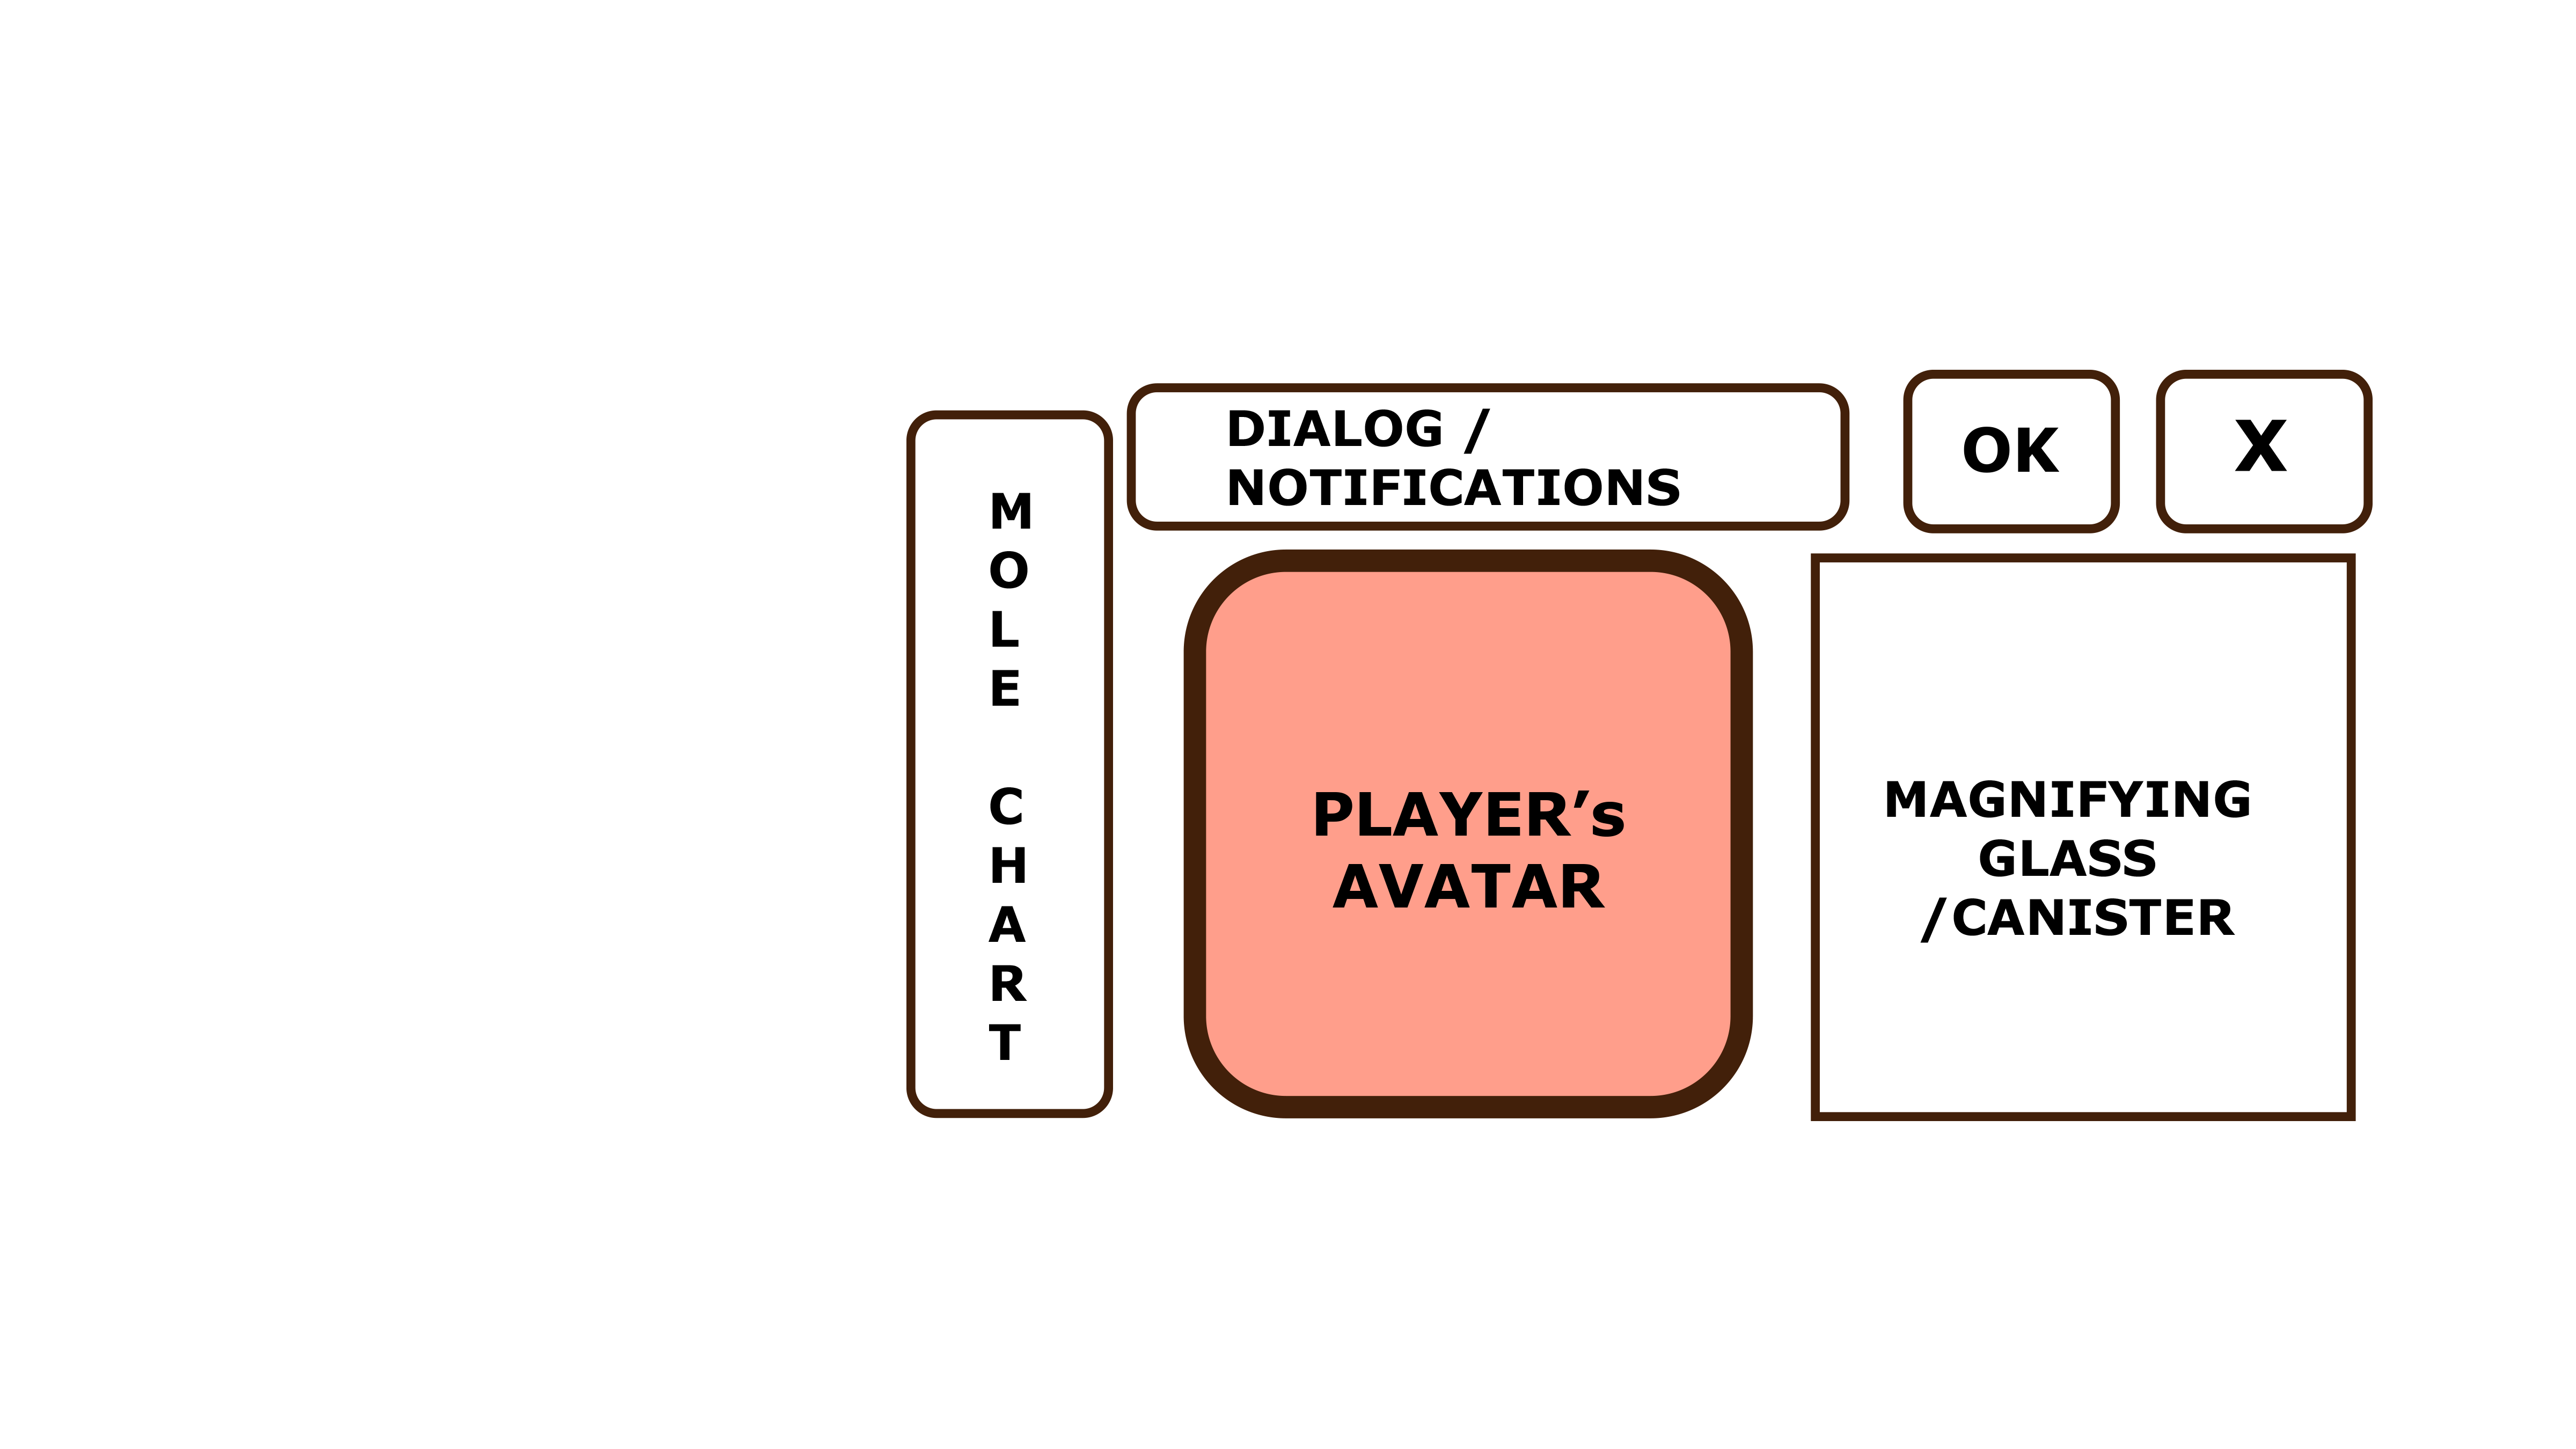 DIALOG /
NOTIFICATIONS
OK
X
M
O
L
E
C
H
A
R
T
PLAYER’s
AVATAR
MAGNIFYING
GLASS
/CANISTER